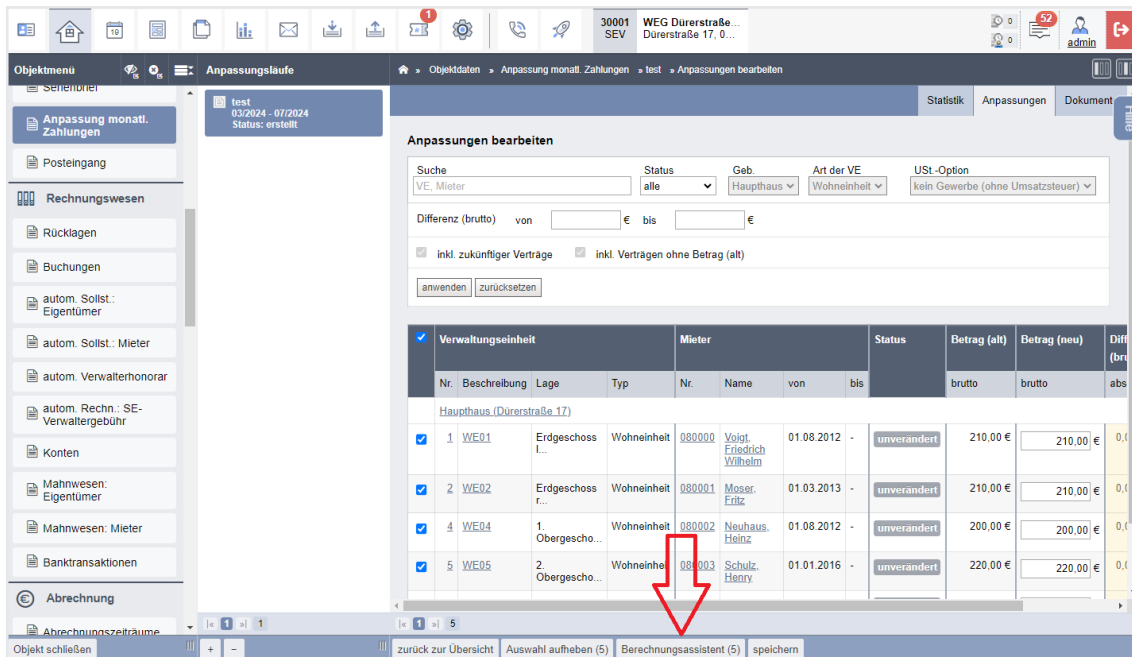 19
1
30001
SEV
WEG Dürerstraße...
Dürerstraße 17, 0...
0
0
52
admin
Objektmenü
Anpassungsläufe
» Objektdaten » Anpassung monatl. Zahlungen » test » Anpassungen bearbeiten
Serienbrief
Anpassung monatl.
Zahlungen
Posteingang
Rechnungswesen
Rücklagen
Buchungen
autom. Sollst.:
Eigentümer
autom. Sollst.: Mieter
autom. Verwalterhonorar
autom. Rechn.: SE-
Verwaltergebühr
Konten
Mahnwesen:
Eigentümer
Mahnwesen: Mieter
Banktransaktionen
Abrechnung
Abrechnungszeiträume
Objekt schließen
test
03/2024 - 07/2024
Status: erstellt
|« 1 »| 1
+ -
Statistik Anpassungen Dokument
Hilfe
Anpassungen bearbeiten
Suche Status Geb. Art der VE USt.-Option
VE, Mieter alle Haupthaus Wohneinheit kein Gewerbe (ohne Umsatzsteuer)
Differenz (brutto) von € bis €
inkl. zukünftiger Verträge inkl. Verträgen ohne Betrag (alt)
anwenden zurücksetzen
Verwaltungseinheit Mieter Status Betrag (alt) Betrag (neu) Diff
(bru
Nr. Beschreibung Lage Typ Nr. Name von bis brutto brutto abs
Haupthaus (Dürerstraße 17)
1 WE01 Erdgeschoss Wohneinheit 080000 Voigt, 01.08.2012 - unverändert 210,00 € 210,00 € 0,0
l... Friedrich
Wilhelm
2 WE02 Erdgeschoss Wohneinheit 080001 Moser, 01.03.2013 - unverändert 210,00 € 210,00 € 0,0
r... Fritz
4 WE04 1. Wohneinheit 080002 Neuhaus, 01.08.2012 - unverändert 200,00 € 200,00 € 0,0
Obergescho... Heinz
5 WE05 2. Wohneinhei 080003 Schulz, 01.01.2016 - unverändert 220,00 € 220,00 € 0,0
Obergescho... Henry
|« 1 »| 5
zurück zur Übersicht Auswahl aufheben (5) Berechnungsassistent (5) speichern